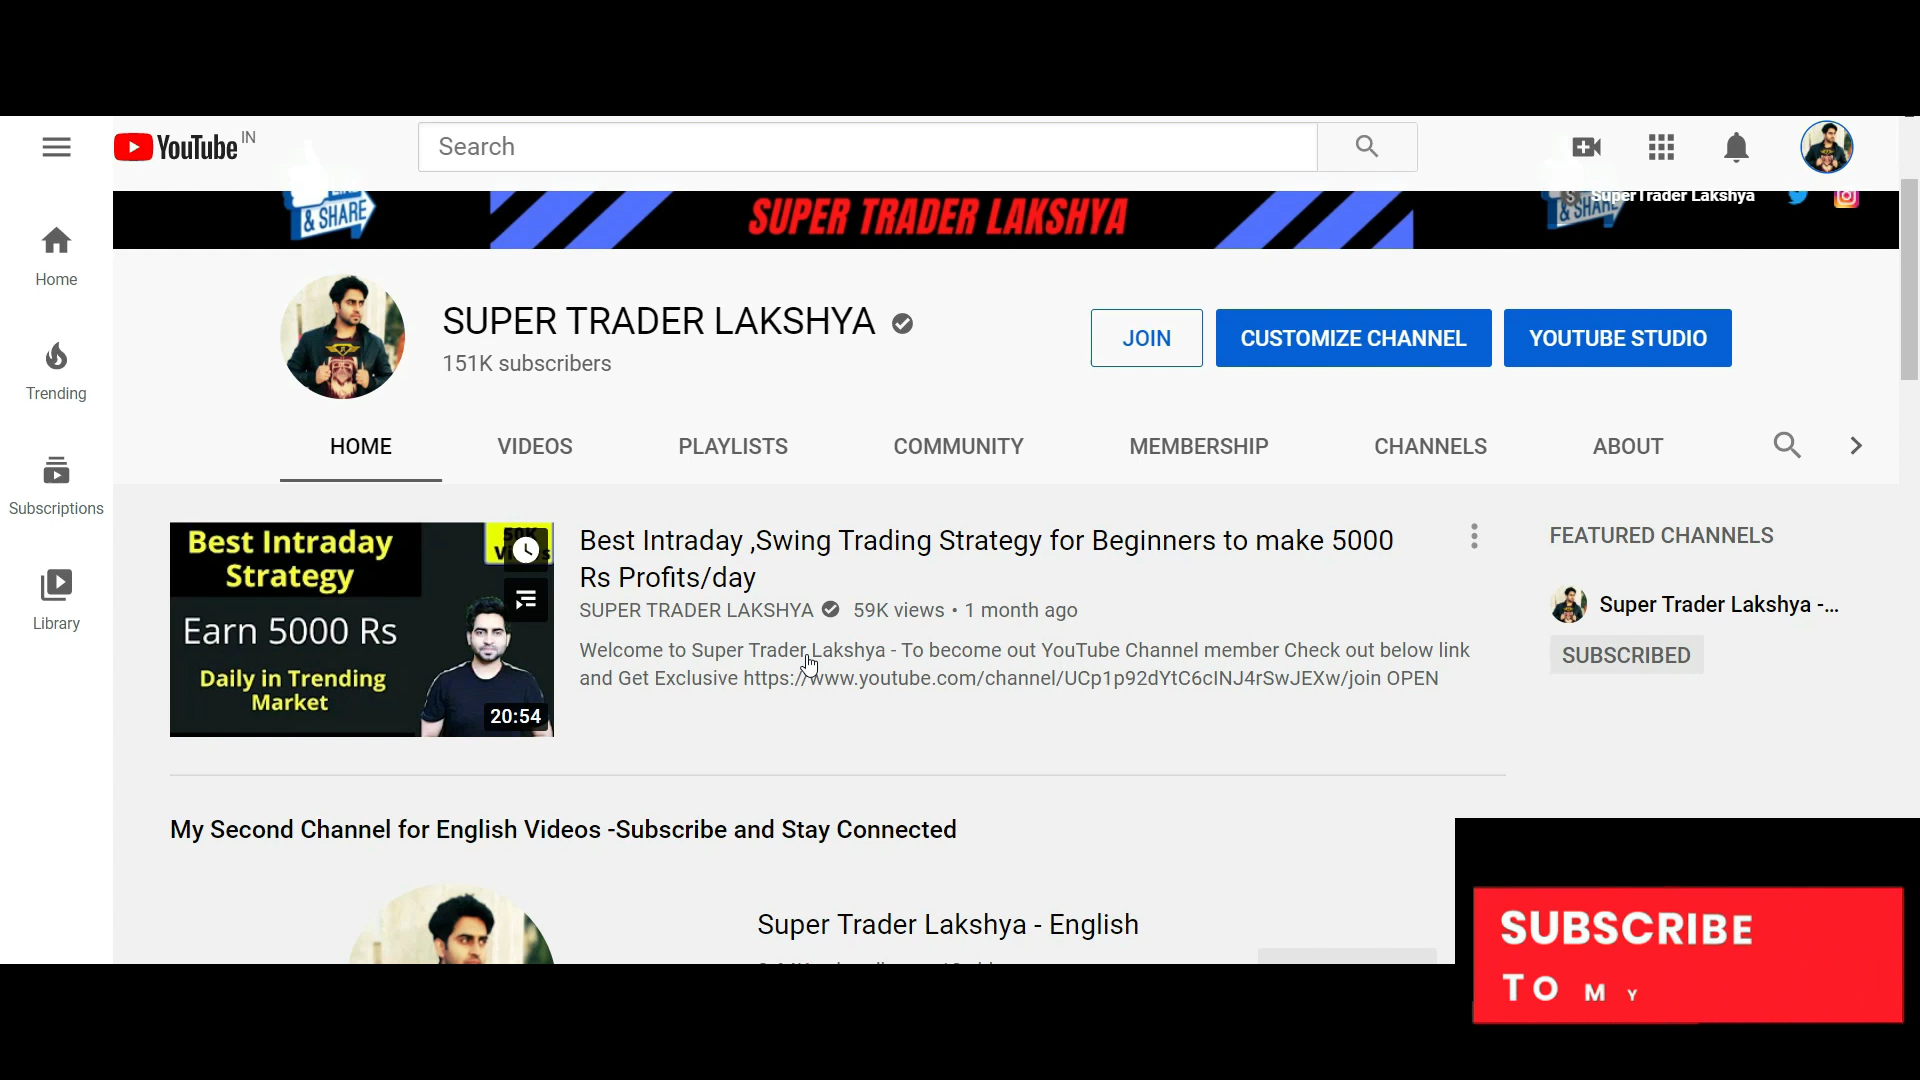 YouTube IN
Search
& SHARE
SUPER TRADER LAKSHYA
& SHARE
SuperTrader Lakshya
Home
Trending
Subscriptions
Library
SUPER TRADER LAKSHYA
151K subscribers
JOIN
CUSTOMIZE CHANNEL
YOUTUBE STUDIO
HOME
VIDEOS
PLAYLISTS
COMMUNITY
MEMBERSHIP
CHANNELS
ABOUT
Best Intraday
Strategy
Earn 5000 Rs
Daily in Trending
Market
50K
20:54
Best Intraday ,Swing Trading Strategy for Beginners to make 5000
Rs Profits/day
SUPER TRADER LAKSHYA 59K views • 1 month ago
Welcome to Super Trader Lakshya - To become out YouTube Channel member Check out below link
and Get Exclusive https://www.youtube.com/channel/UCp1p92dYtC6cINJ4rSwJEXw/join OPEN
FEATURED CHANNELS
Super Trader Lakshya -...
SUBSCRIBED
My Second Channel for English Videos -Subscribe and Stay Connected
Super Trader Lakshya - English
SUBSCRIBE
TO MY